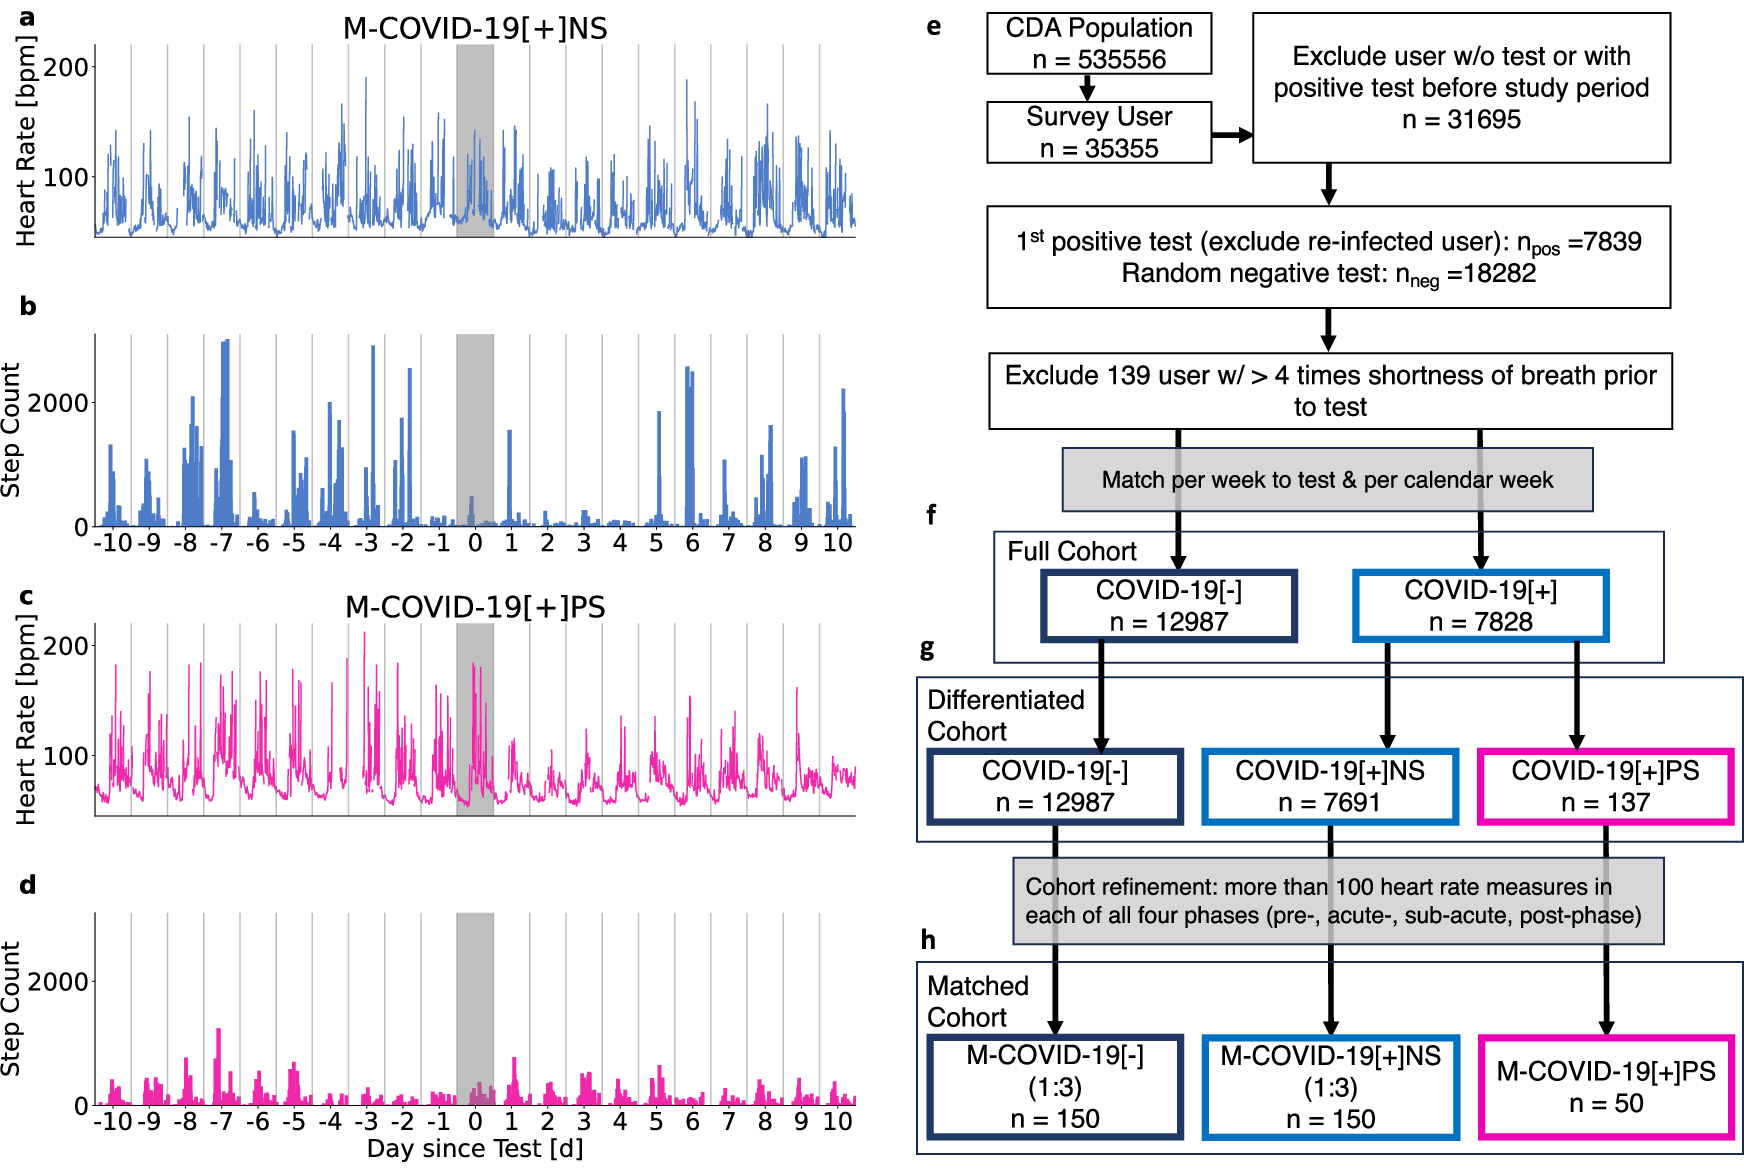 a
M-COVID-19[+]NS
Heart Rate [bpm]
200
100
b
Step Count
2000
0
-10 -9 -8 -7 -6 -5 -4 -3 -2 -1 0 1 2 3 4 5 6 7 8 9 10
c
M-COVID-19[+]PS
Heart Rate [bpm]
200
100
d
Step Count
2000
0
-10 -9 -8 -7 -6 -5 -4 -3 -2 -1 0 1 2 3 4 5 6 7 8 9 10
Day since Test [d]
e
CDA Population
n = 535556
Survey User
n = 35355
Exclude user w/o test or with
positive test before study period
n = 31695
1st positive test (exclude re-infected user): npos =7839
Random negative test: nneg =18282
Exclude 139 user w/ > 4 times shortness of breath prior
to test
Match per week to test & per calendar week
f
Full Cohort
COVID-19[-]
n = 12987
COVID-19[+]
n = 7828
g
Differentiated
Cohort
COVID-19[-]
n = 12987
COVID-19[+]NS
n = 7691
COVID-19[+]PS
n = 137
Cohort refinement: more than 100 heart rate measures in
each of all four phases (pre-, acute-, sub-acute, post-phase)
h
Matched
Cohort
M-COVID-19[-]
(1:3)
n = 150
M-COVID-19[+]NS
(1:3)
n = 150
M-COVID-19[+]PS
n = 50